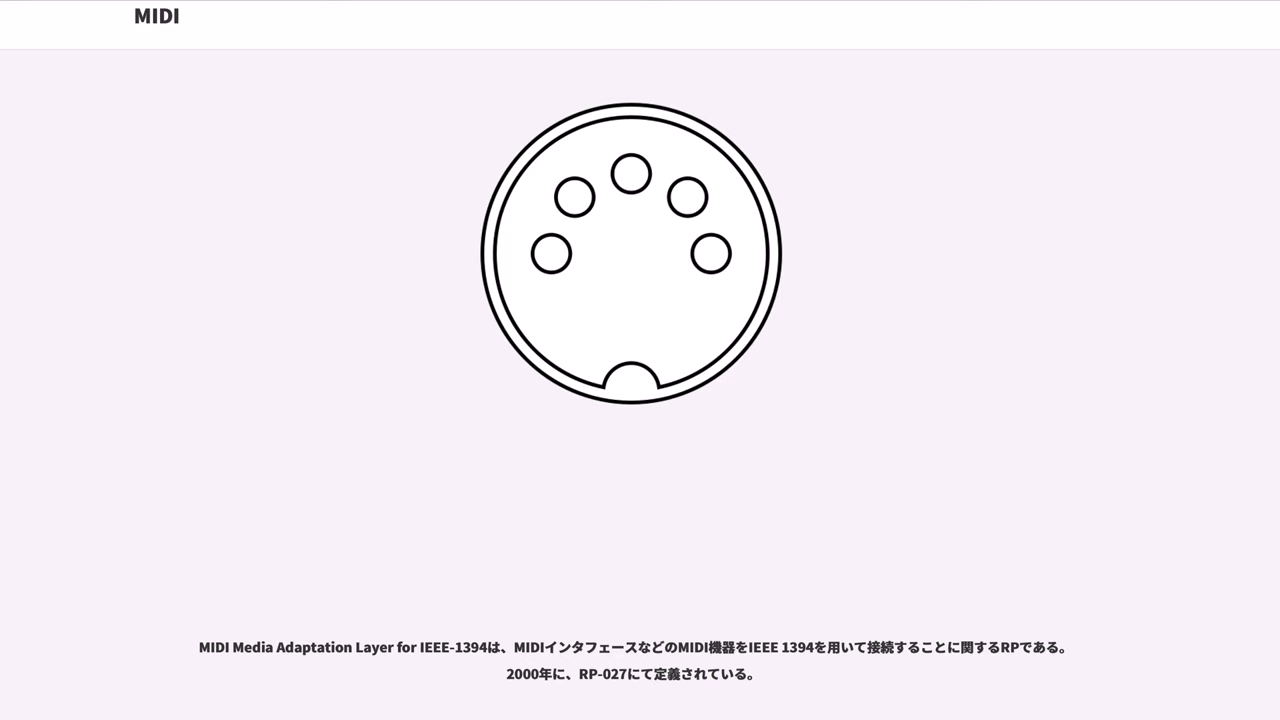 MIDI
MIDI Media Adaptation Layer for IEEE-1394は、MIDIインタフェースなどのMIDI機器をIEEE 1394を用いて接続することに関するRPである。
2000年に、RP-027にて定義されている。